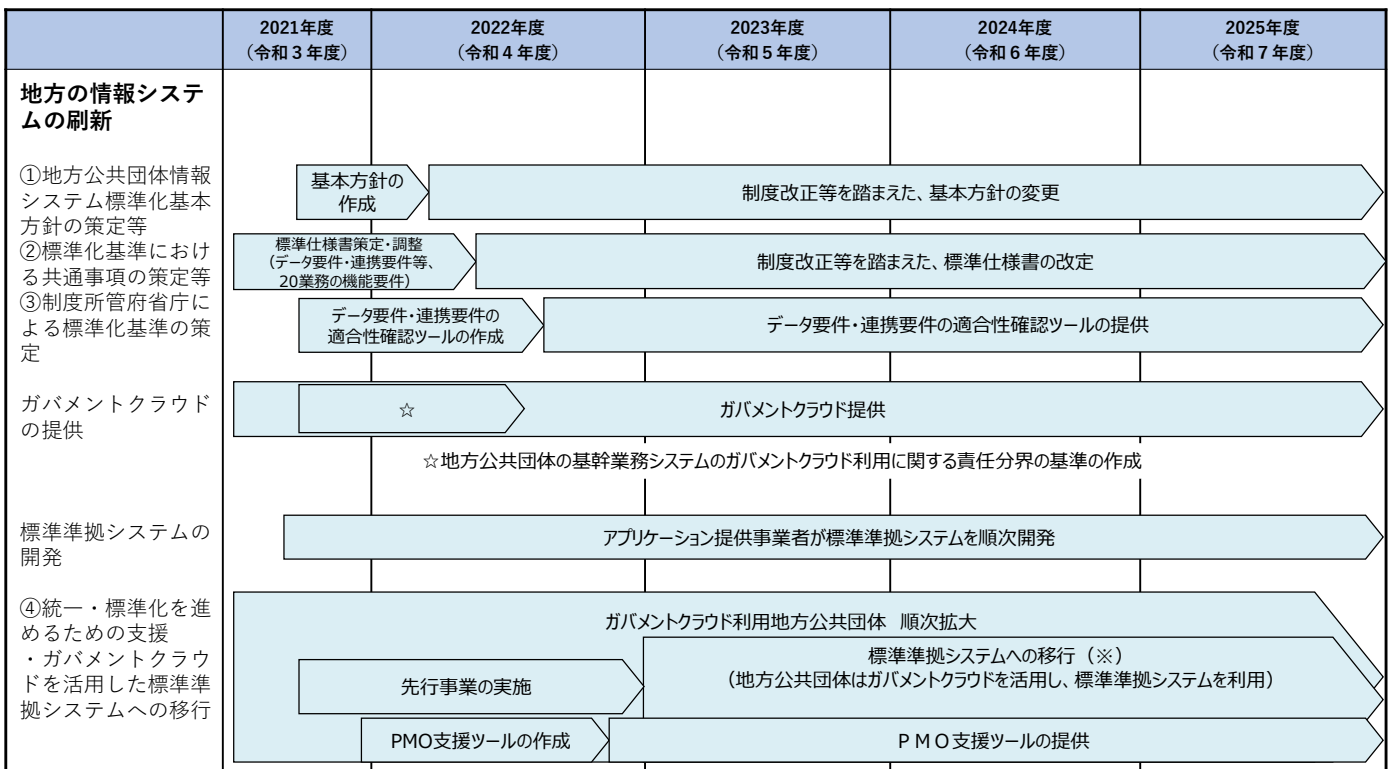 2021年度
（令和３年度）
2022年度
（令和４年度）
2023年度
（令和５年度）
2024年度
（令和６年度）
2025年度
（令和７年度）
地方の情報システ
ムの刷新
①地方公共団体情報
システム標準化基本
方針の策定等
②標準化基準におけ
る共通事項の策定等
③制度所管府省庁に
よる標準化基準の策
定
基本方針の
作成
制度改正等を踏まえた、基本方針の変更
標準仕様書策定・調整
（データ要件・連携要件等、
20業務の機能要件）
制度改正等を踏まえた、標準仕様書の改定
データ要件・連携要件の
適合性確認ツールの作成
データ要件・連携要件の適合性確認ツールの提供
ガバメントクラウド
の提供
☆
ガバメントクラウド提供
☆地方公共団体の基幹業務システムのガバメントクラウド利用に関する責任分界の基準の作成
標準準拠システムの
開発
アプリケーション提供事業者が標準準拠システムを順次開発
④統一・標準化を進
めるための支援
・ガバメントクラウ
ドを活用した標準準
拠システムへの移行
ガバメントクラウド利用地方公共団体　順次拡大
標準準拠システムへの移行（※）
（地方公共団体はガバメントクラウドを活用し、標準準拠システムを利用）
先行事業の実施
PMO支援ツールの作成
ＰＭＯ支援ツールの提供